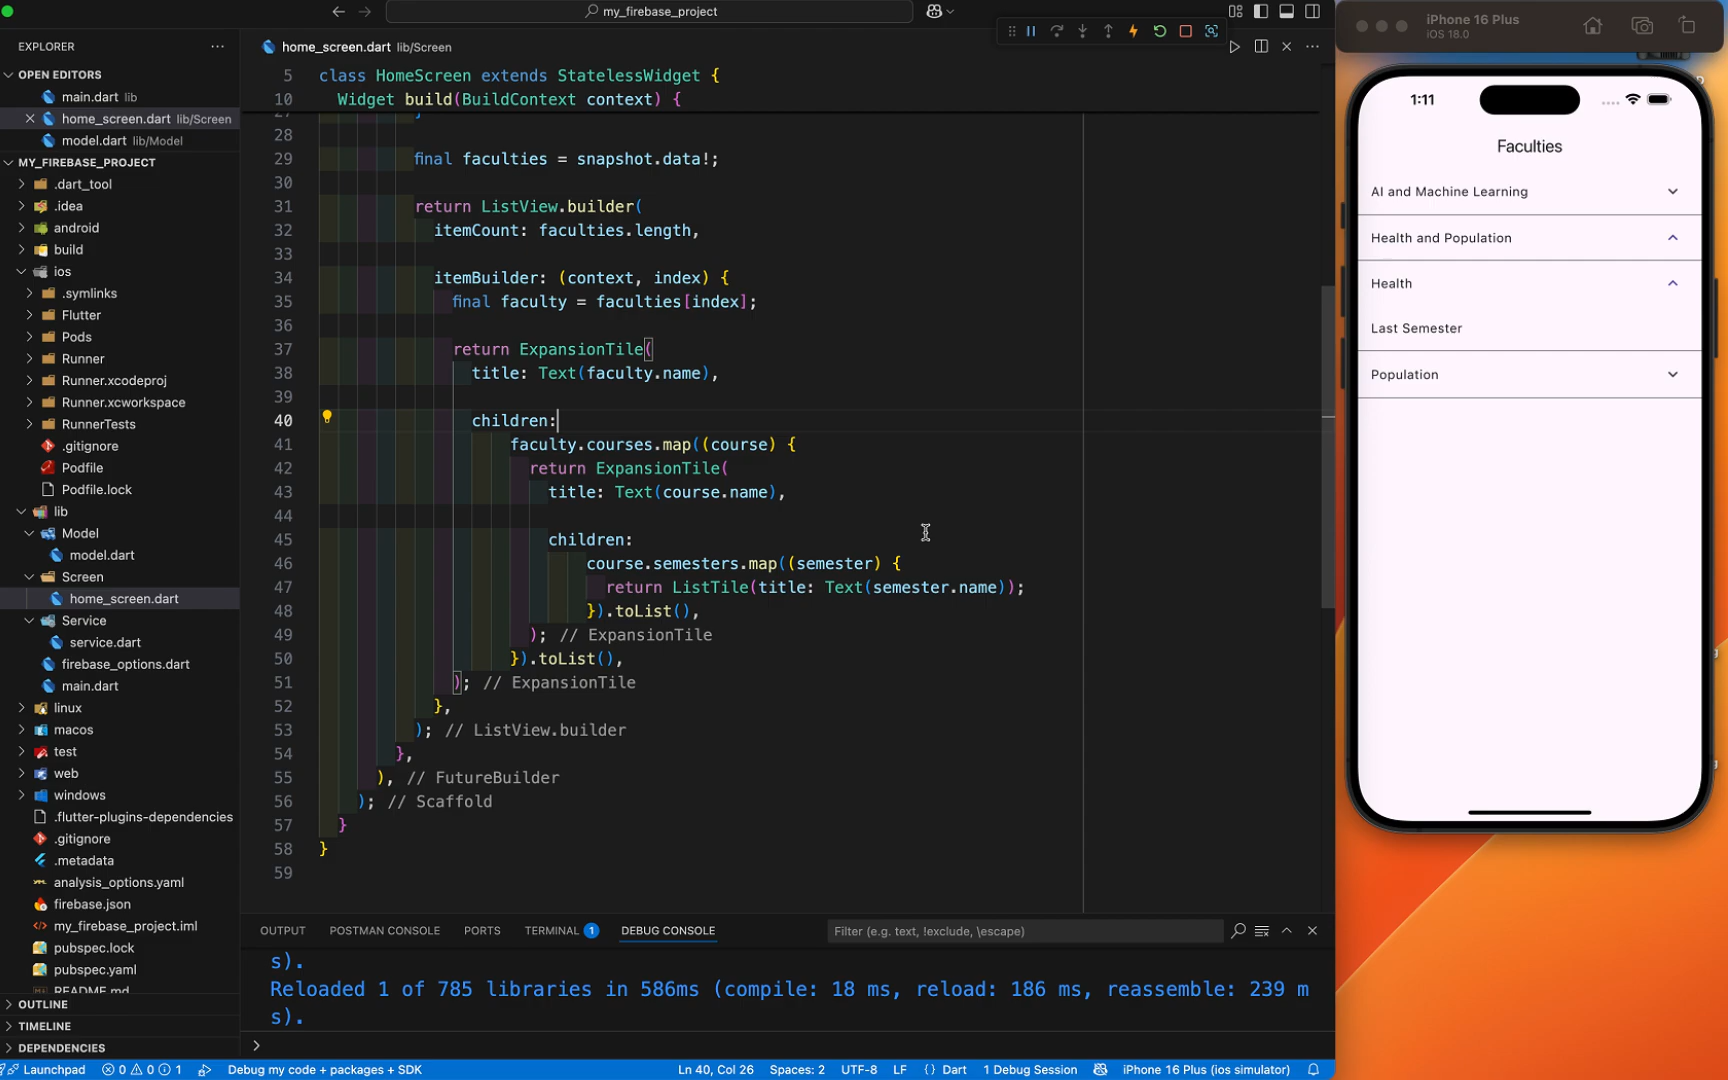 my_firebase_project
EXPLORER
OPEN EDITORS
main.dart lib
home_screen.dart lib/Screen
model.dart lib/Model
MY_FIREBASE_PROJECT
.dart_tool
.idea
android
build
ios
.symlinks
Flutter
Pods
Runner
Runner.xcodeproj
Runner.xcworkspace
RunnerTests
.gitignore
Podfile
Podfile.lock
lib
Model
model.dart
Screen
home_screen.dart
Service
service.dart
firebase_options.dart
main.dart
linux
macos
test
web
windows
.flutter-plugins-dependencies
.gitignore
.metadata
analysis_options.yaml
firebase.json
my_firebase_project.iml
pubspec.lock
pubspec.yaml
README.md
OUTLINE
TIMELINE
DEPENDENCIES
home_screen.dart lib/Screen
5 class HomeScreen extends StatelessWidget {
10 Widget build(BuildContext context) {
27 }
28
29 final faculties = snapshot.data!;
30
31 return ListView.builder(
32 itemCount: faculties.length,
33
34 itemBuilder: (context, index) {
35 final faculty = faculties[index];
36
37 return ExpansionTile(
38 title: Text(faculty.name),
39
40 children:
41 faculty.courses.map((course) {
42 return ExpansionTile(
43 title: Text(course.name),
44
45 children:
46 course.semesters.map((semester) {
47 return ListTile(title: Text(semester.name));
48 }).toList(),
49 ); // ExpansionTile
50 }).toList(),
51 ); // ExpansionTile
52 },
53 ); // ListView.builder
54 },
55 ), // FutureBuilder
56 ); // Scaffold
57 }
58 }
59
OUTPUT POSTMAN CONSOLE PORTS TERMINAL 1 DEBUG CONSOLE Filter (e.g. text, !exclude, \escape)
s).
Reloaded 1 of 785 libraries in 586ms (compile: 18 ms, reload: 186 ms, reassemble: 239 m
s).
>
Launchpad 0 0 1 Debug my code + packages + SDK Ln 40, Col 26 Spaces: 2 UTF-8 LF {} Dart 1 Debug Session iPhone 16 Plus (ios simulator)
iPhone 16 Plus
iOS 18.0
1:11
Faculties
AI and Machine Learning
Health and Population
Health
Last Semester
Population